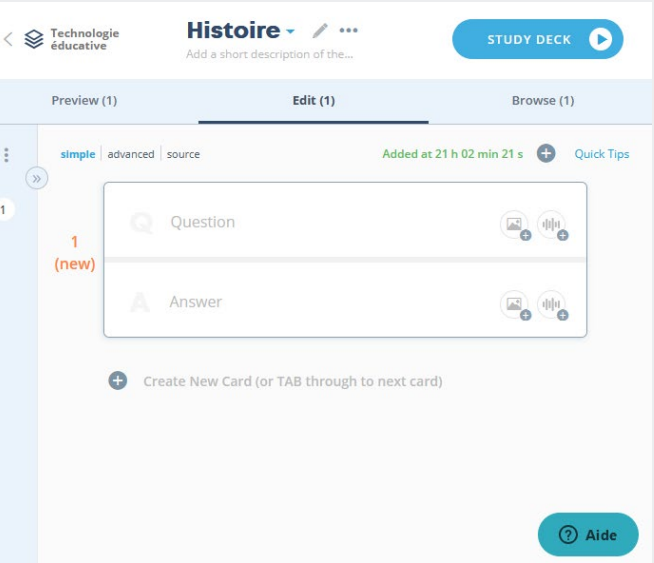 Technologie
éducative
Histoire
Add a short description of the...
STUDY DECK
Preview (1)
Edit (1)
Browse (1)
simple advanced source
Added at 21 h 02 min 21 s
Quick Tips
1
1
(new)
Q Question
A Answer
Create New Card (or TAB through to next card)
? Aide